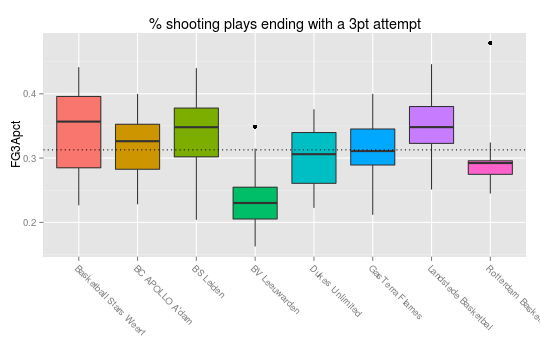 % shooting plays ending with a 3pt attempt
FG3Apct
0.4
0.3
0.2
Basketball Stars Weert
BC APOLLO A'dam
BS Leiden
BV Leeuwarden
Dukes Unlimited
GasTerra Flames
Landstede Basketbal
Rotterdam Baske